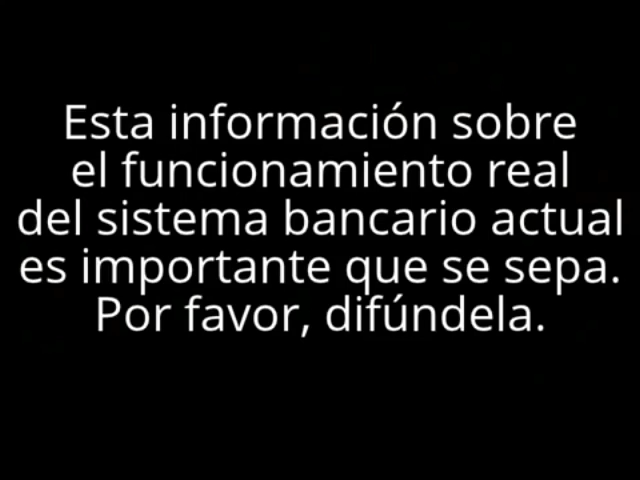 Esta información sobre
el funcionamiento real
del sistema bancario actual
es importante que se sepa.
Por favor, difúndela.